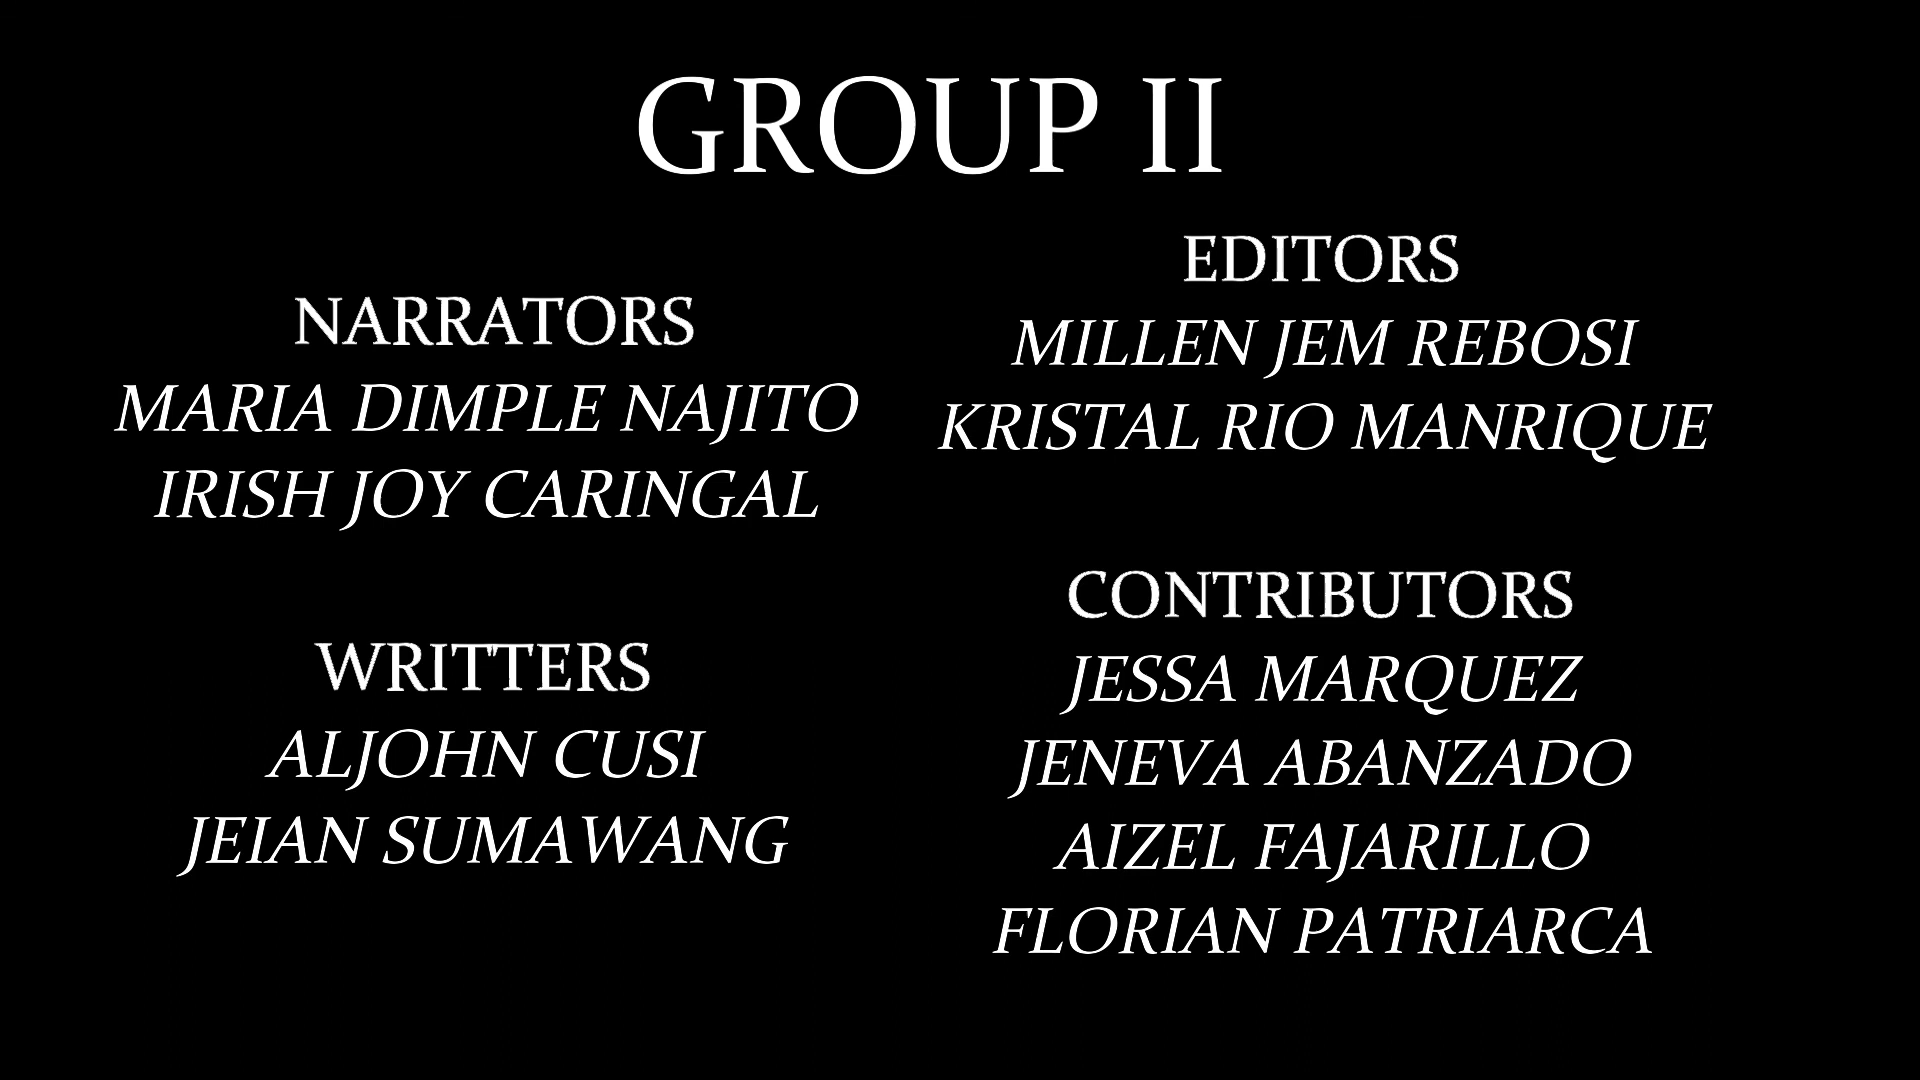 GROUP II
NARRATORS
MARIA DIMPLE NAJITO
IRISH JOY CARINGAL
WRITTERS
ALJOHN CUSI
JEIAN SUMAWANG
EDITORS
MILLEN JEM REBOSI
KRISTAL RIO MANRIQUE
CONTRIBUTORS
JESSA MARQUEZ
JENEVA ABANZADO
AIZEL FAJARILLO
FLORIAN PATRIARCA